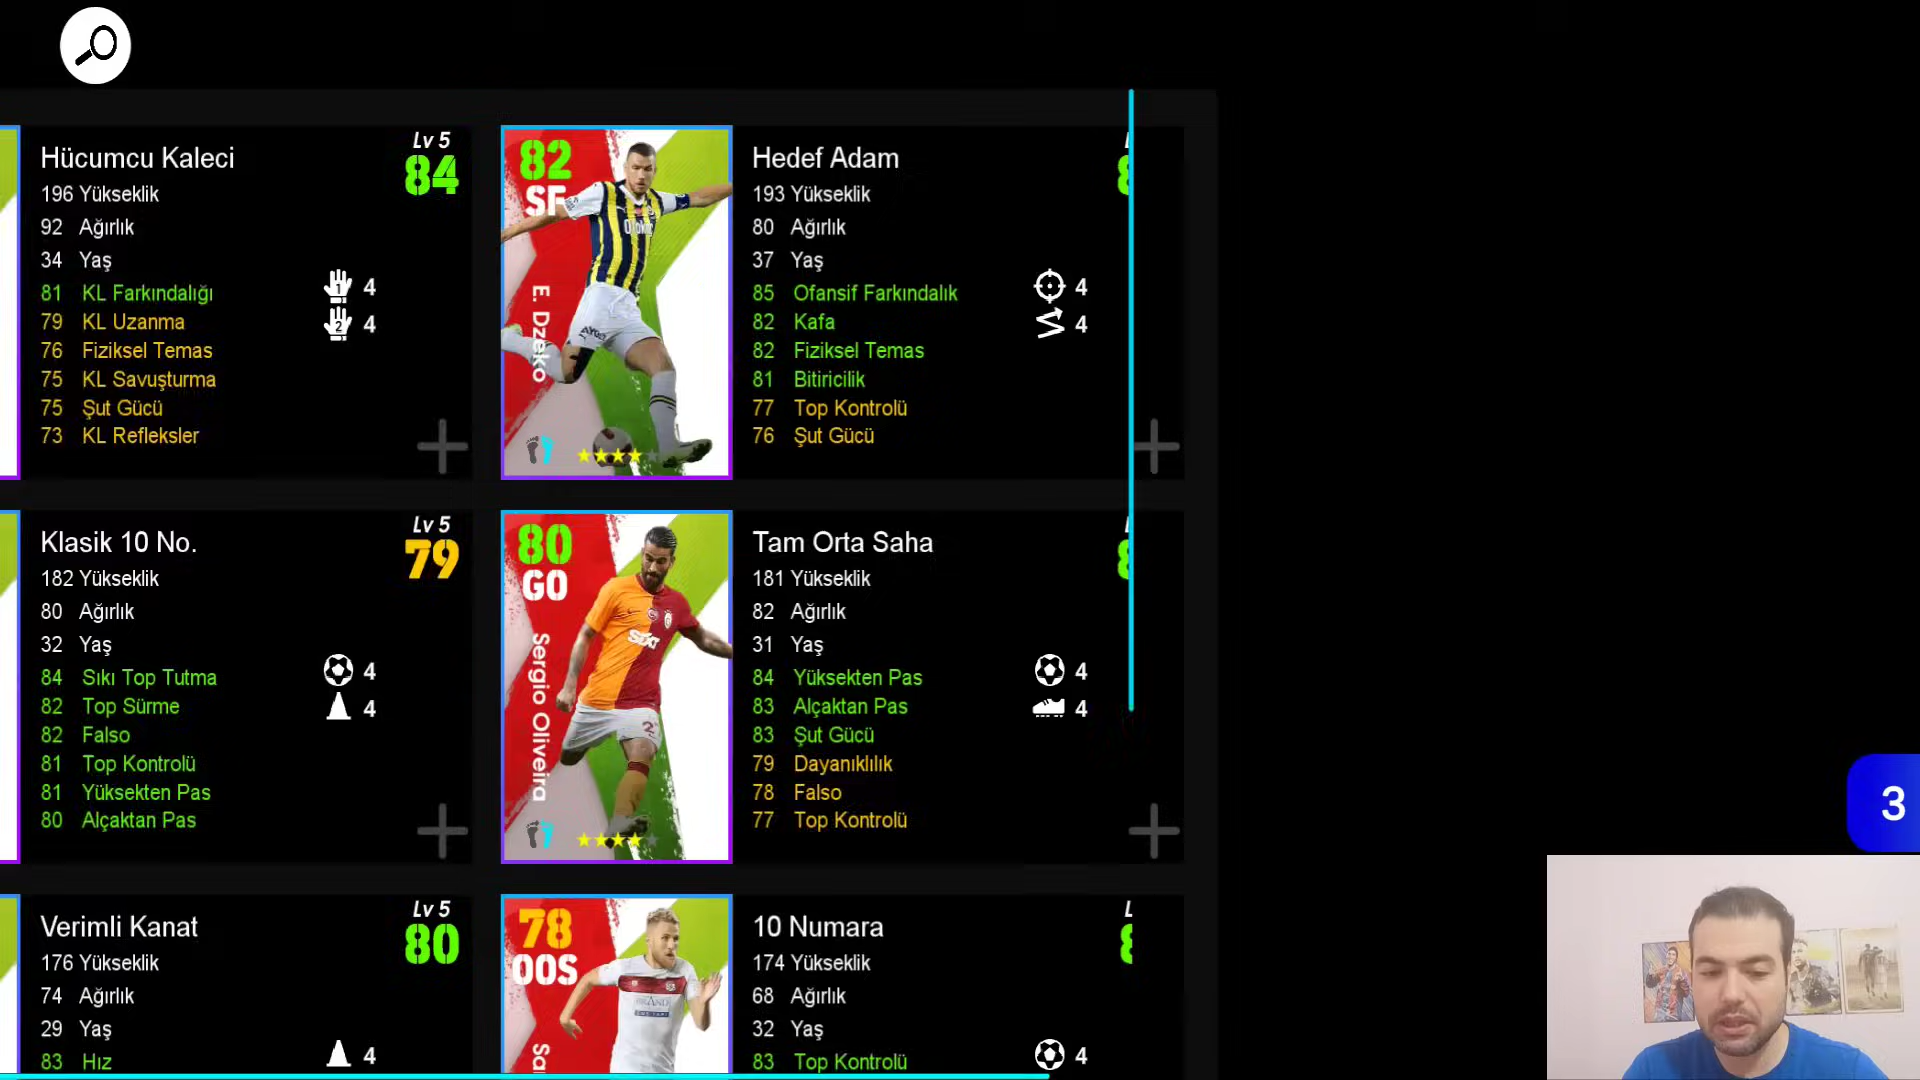 Hücumcu Kaleci
Lv 5
84
196 Yükseklik
92 Ağırlık
34 Yaş
81 KL Farkındalığı
79 KL Uzanma
76 Fiziksel Temas
75 KL Savuşturma
75 Şut Gücü
73 KL Refleksler
1 4
2 4
82
SF
E. Dzeko
Hedef Adam
193 Yükseklik
80 Ağırlık
37 Yaş
85 Ofansif Farkındalık
82 Kafa
82 Fiziksel Temas
81 Bitiricilik
77 Top Kontrolü
76 Şut Gücü
4
4
Klasik 10 No.
Lv 5
79
182 Yükseklik
80 Ağırlık
32 Yaş
84 Sıkı Top Tutma
82 Top Sürme
82 Falso
81 Top Kontrolü
81 Yüksekten Pas
80 Alçaktan Pas
4
4
80
GO
Sergio Oliveira
SIXT
Tam Orta Saha
181 Yükseklik
82 Ağırlık
31 Yaş
84 Yüksekten Pas
83 Alçaktan Pas
83 Şut Gücü
79 Dayanıklılık
78 Falso
77 Top Kontrolü
4
4
Verimli Kanat
Lv 5
80
176 Yükseklik
74 Ağırlık
29 Yaş
83 Hız
4
78
OOS
10 Numara
174 Yükseklik
68 Ağırlık
32 Yaş
83 Top Kontrolü
4
3